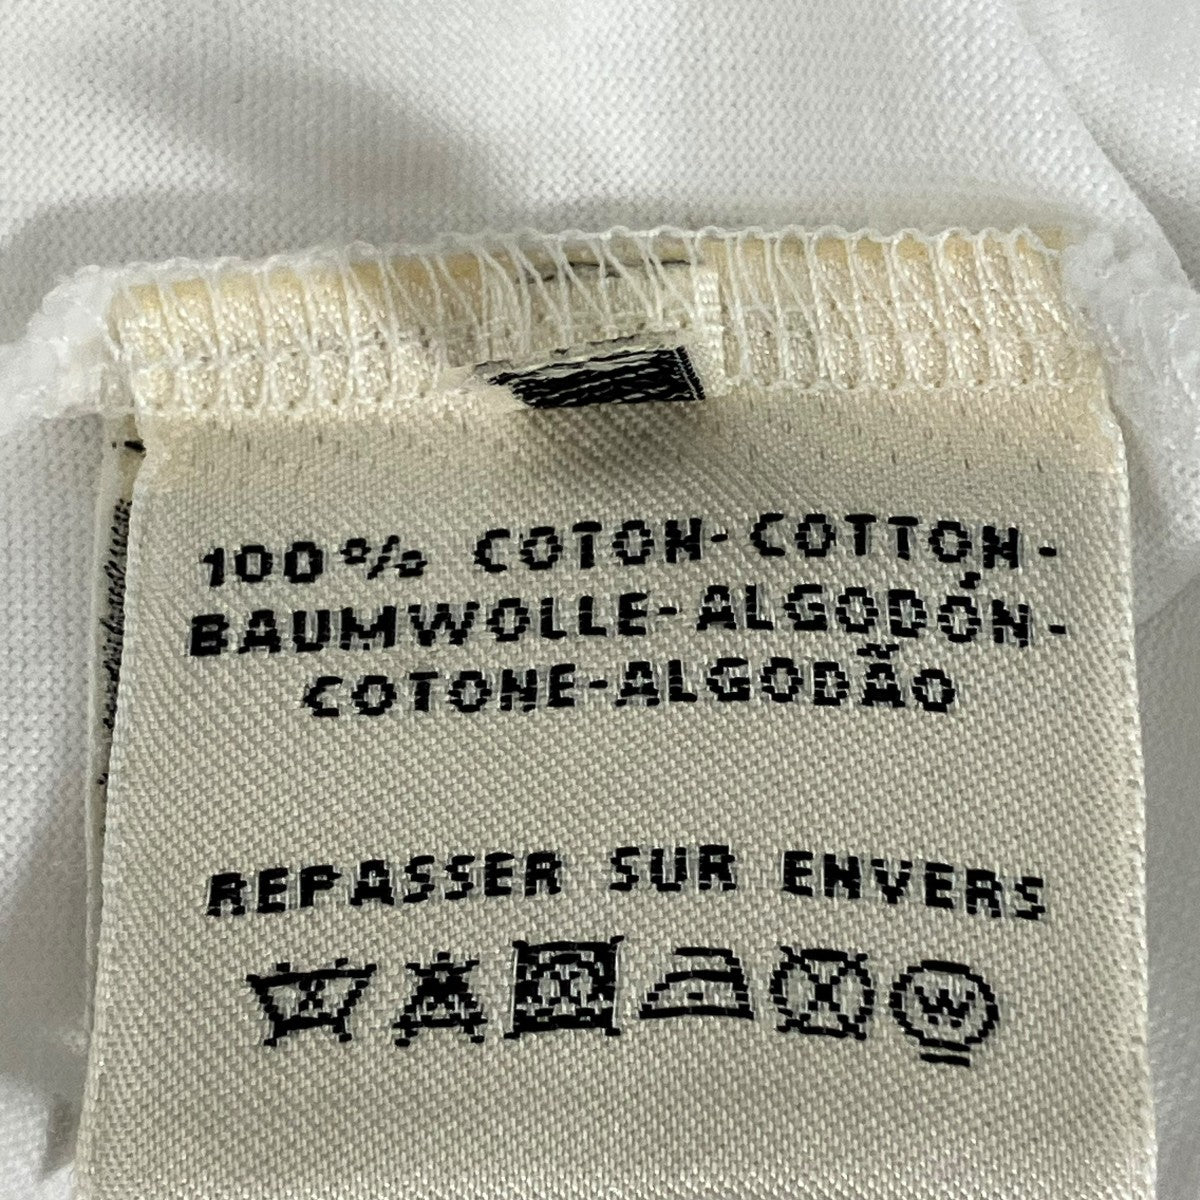 100% COTON-COTTON-
BAUMWOLLE-ALGODÓN-
COTONE-ALGODÃO
REPASSER SUR ENVERS
W